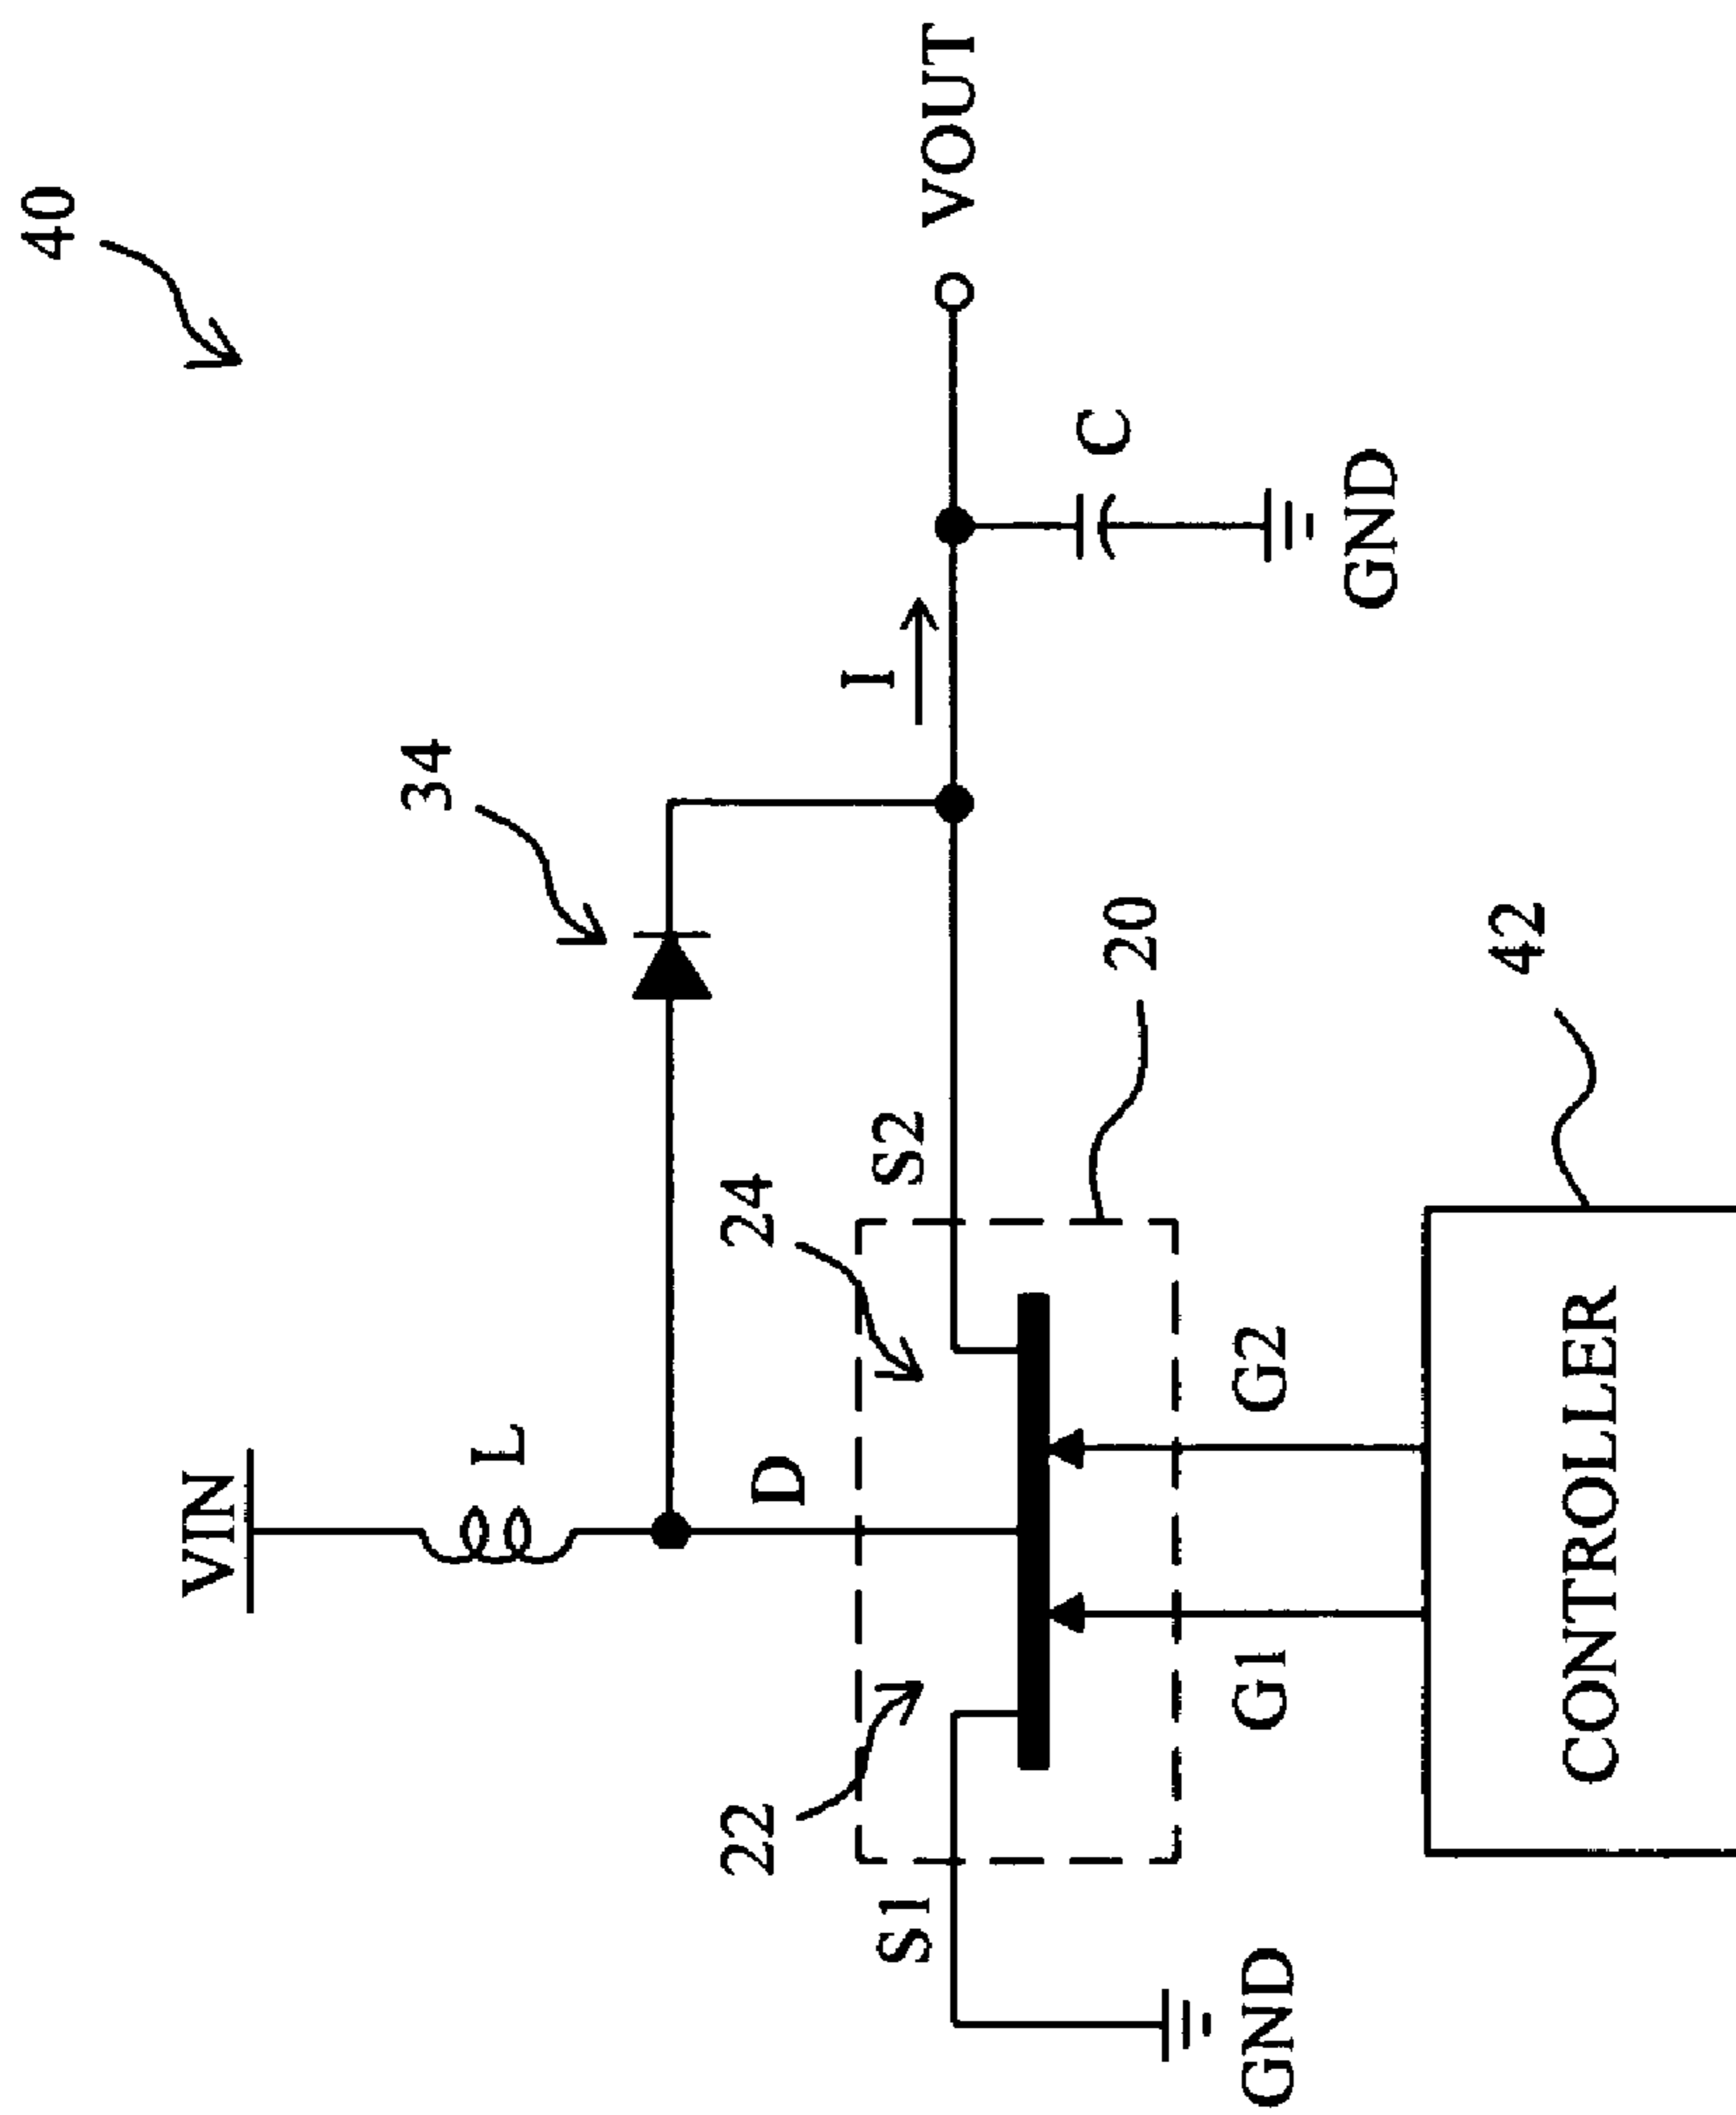 40
VIN
L
34
D
22
24
S1
S2
I
VOUT
C
GND
20
G1
G2
GND
42
CONTROLLER